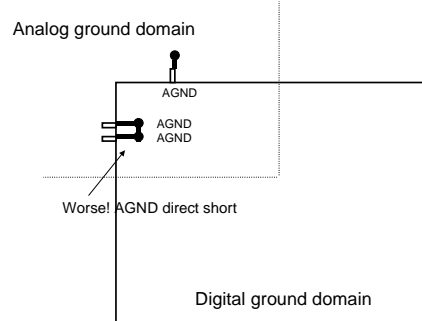 Analog ground domain
AGND
AGND
AGND
Worse! AGND direct short
Digital ground domain